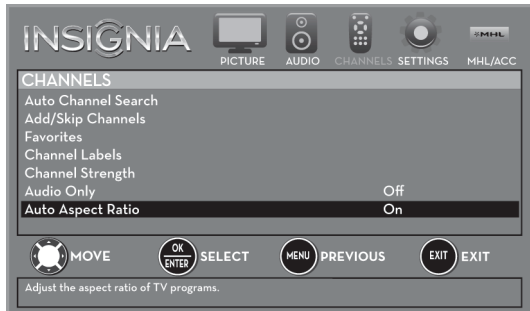 INSIGNIA
PICTURE AUDIO CHANNELS SETTINGS MHL/ACC
MHL
CHANNELS
Auto Channel Search
Add/Skip Channels
Favorites
Channel Labels
Channel Strength
Audio Only Off
Auto Aspect Ratio On
MOVE OK ENTER SELECT MENU PREVIOUS EXIT EXIT
Adjust the aspect ratio of TV programs.